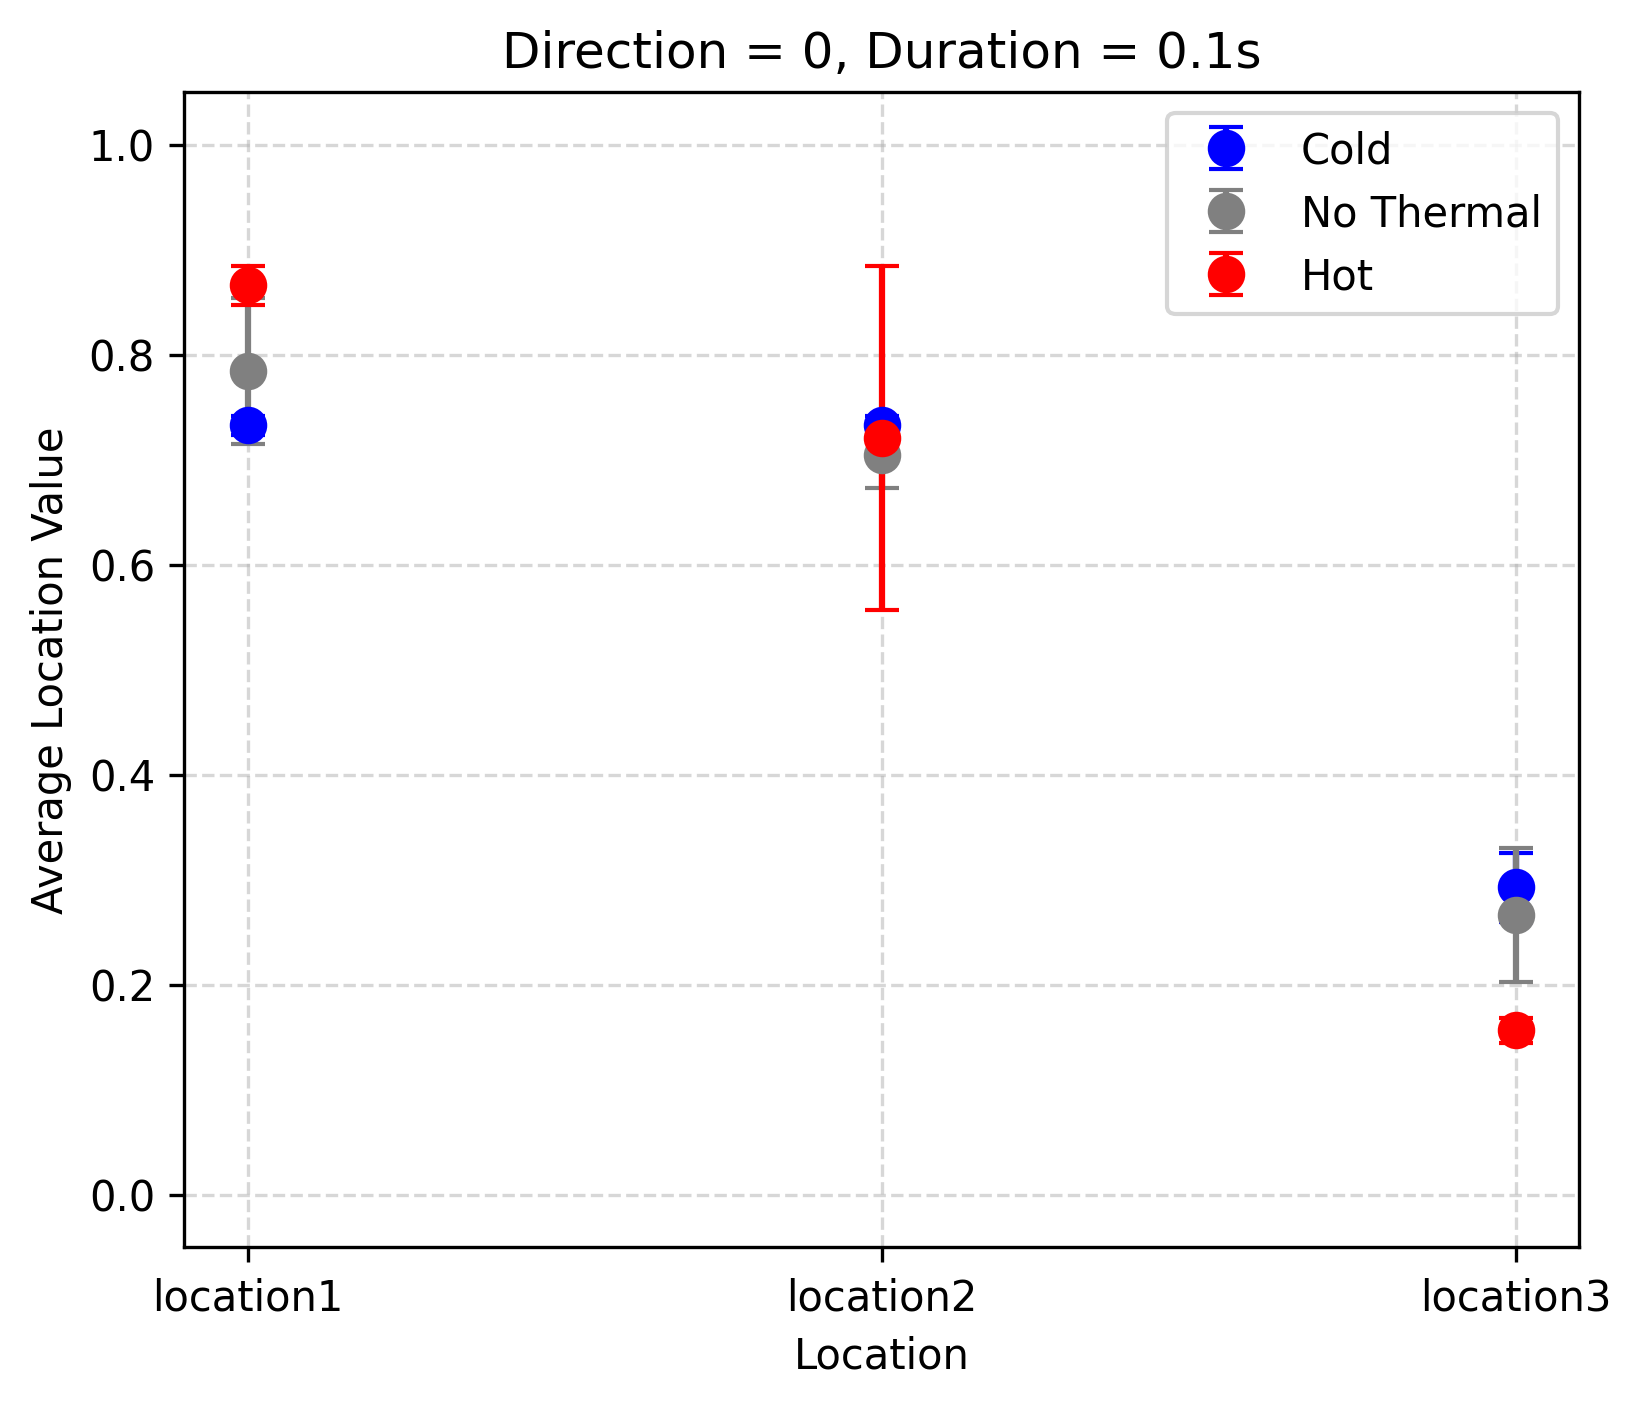 Direction = 0, Duration = 0.1s
Cold
No Thermal
Hot
1.0
0.8
0.6
0.4
0.2
0.0
Average Location Value
location1
location2
location3
Location